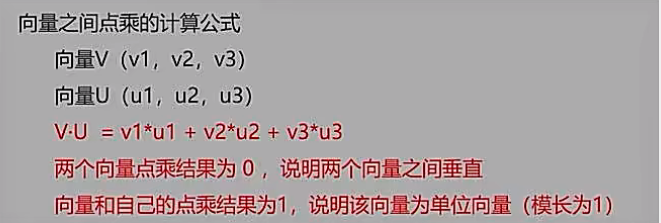 向量之间点乘的计算公式
向量V（v1，v2，v3）
向量U（u1，u2，u3）
V·U = v1*u1 + v2*u2 + v3*u3
两个向量点乘结果为 0 ，说明两个向量之间垂直
向量和自己的点乘结果为1，说明该向量为单位向量（模长为1）